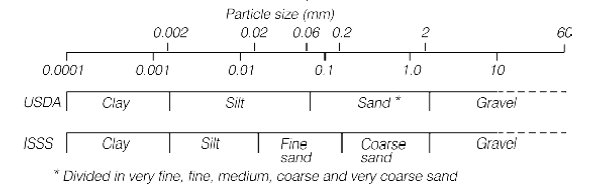 Particle size (mm)
0.002 0.02 0.06 0.2 2 60
0.0001 0.001 0.01 0.1 1.0 10
USDA Clay Silt Sand * Gravel
ISSS Clay Silt Fine sand Coarse sand Gravel
* Divided in very fine, fine, medium, coarse and very coarse sand